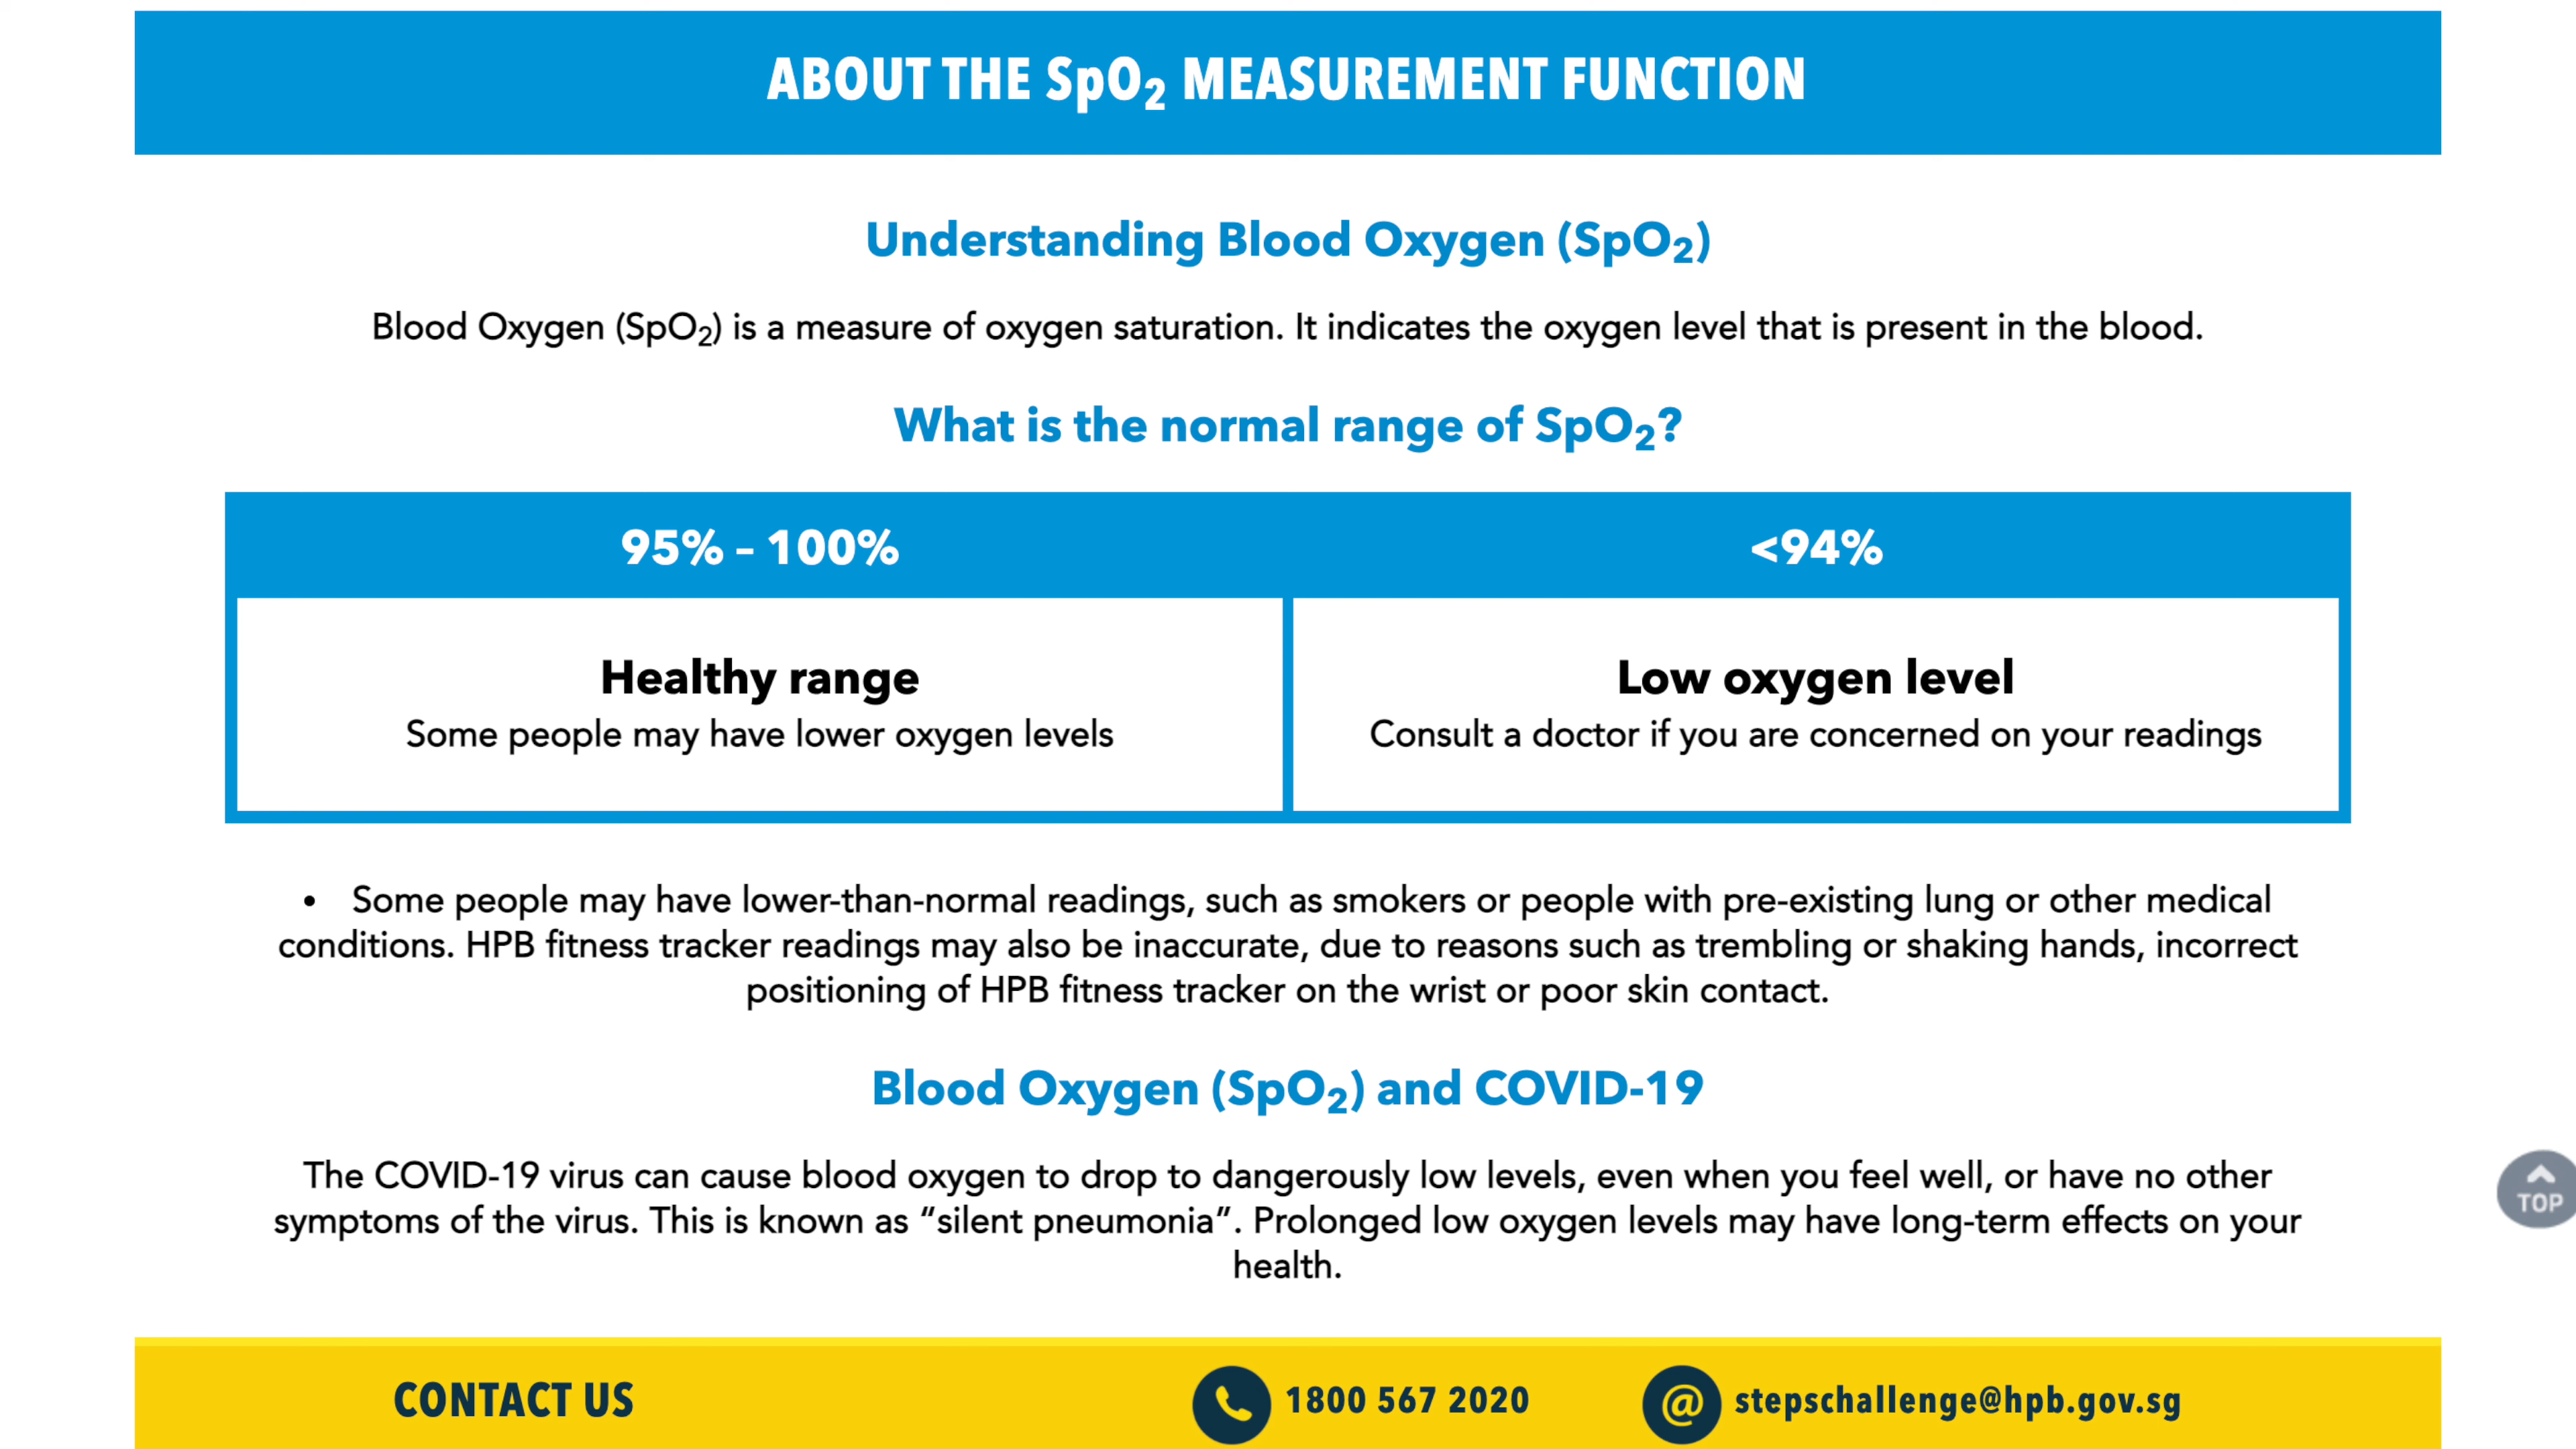 ABOUT THE SpO₂ MEASUREMENT FUNCTION
Understanding Blood Oxygen (SpO₂)
Blood Oxygen (SpO₂) is a measure of oxygen saturation. It indicates the oxygen level that is present in the blood.
What is the normal range of SpO₂?
95% – 100%
<94%
Healthy range
Some people may have lower oxygen levels
Low oxygen level
Consult a doctor if you are concerned on your readings
• Some people may have lower-than-normal readings, such as smokers or people with pre-existing lung or other medical
conditions. HPB fitness tracker readings may also be inaccurate, due to reasons such as trembling or shaking hands, incorrect
positioning of HPB fitness tracker on the wrist or poor skin contact.
Blood Oxygen (SpO₂) and COVID-19
The COVID-19 virus can cause blood oxygen to drop to dangerously low levels, even when you feel well, or have no other
symptoms of the virus. This is known as “silent pneumonia”. Prolonged low oxygen levels may have long-term effects on your
health.
TOP
CONTACT US
1800 567 2020
@ stepschallenge@hpb.gov.sg